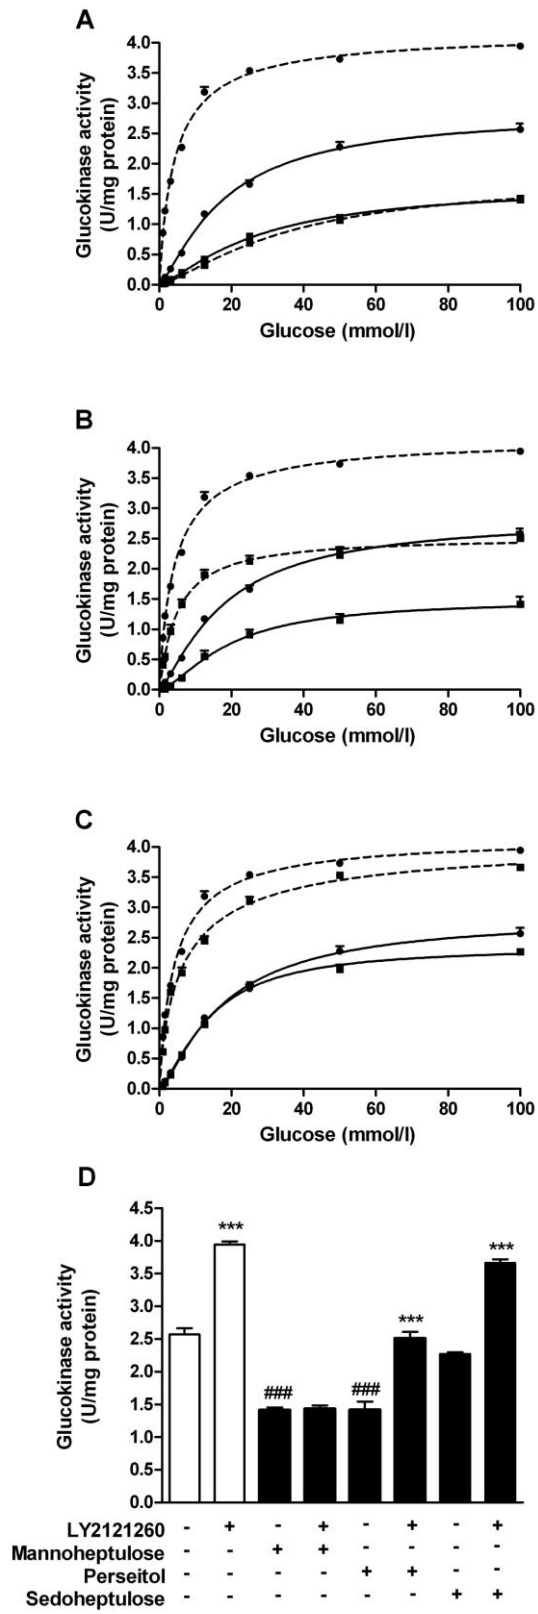 A
4.0
3.5
3.0
2.5
2.0
1.5
1.0
0.5
0.0
Glucokinase activity
(U/mg protein)
0 20 40 60 80 100
Glucose (mmol/l)
B
4.0
3.5
3.0
2.5
2.0
1.5
1.0
0.5
0.0
Glucokinase activity
(U/mg protein)
0 20 40 60 80 100
Glucose (mmol/l)
C
4.0
3.5
3.0
2.5
2.0
1.5
1.0
0.5
0.0
Glucokinase activity
(U/mg protein)
0 20 40 60 80 100
Glucose (mmol/l)
D
4.5
4.0
3.5
3.0
2.5
2.0
1.5
1.0
0.5
0.0
Glucokinase activity
(U/mg protein)
*** ***
***
### ###
LY2121260 - + - + - + - +
Mannoheptulose - - + + - - - -
Perseitol - - - - + + - -
Sedoheptulose - - - - - - + +